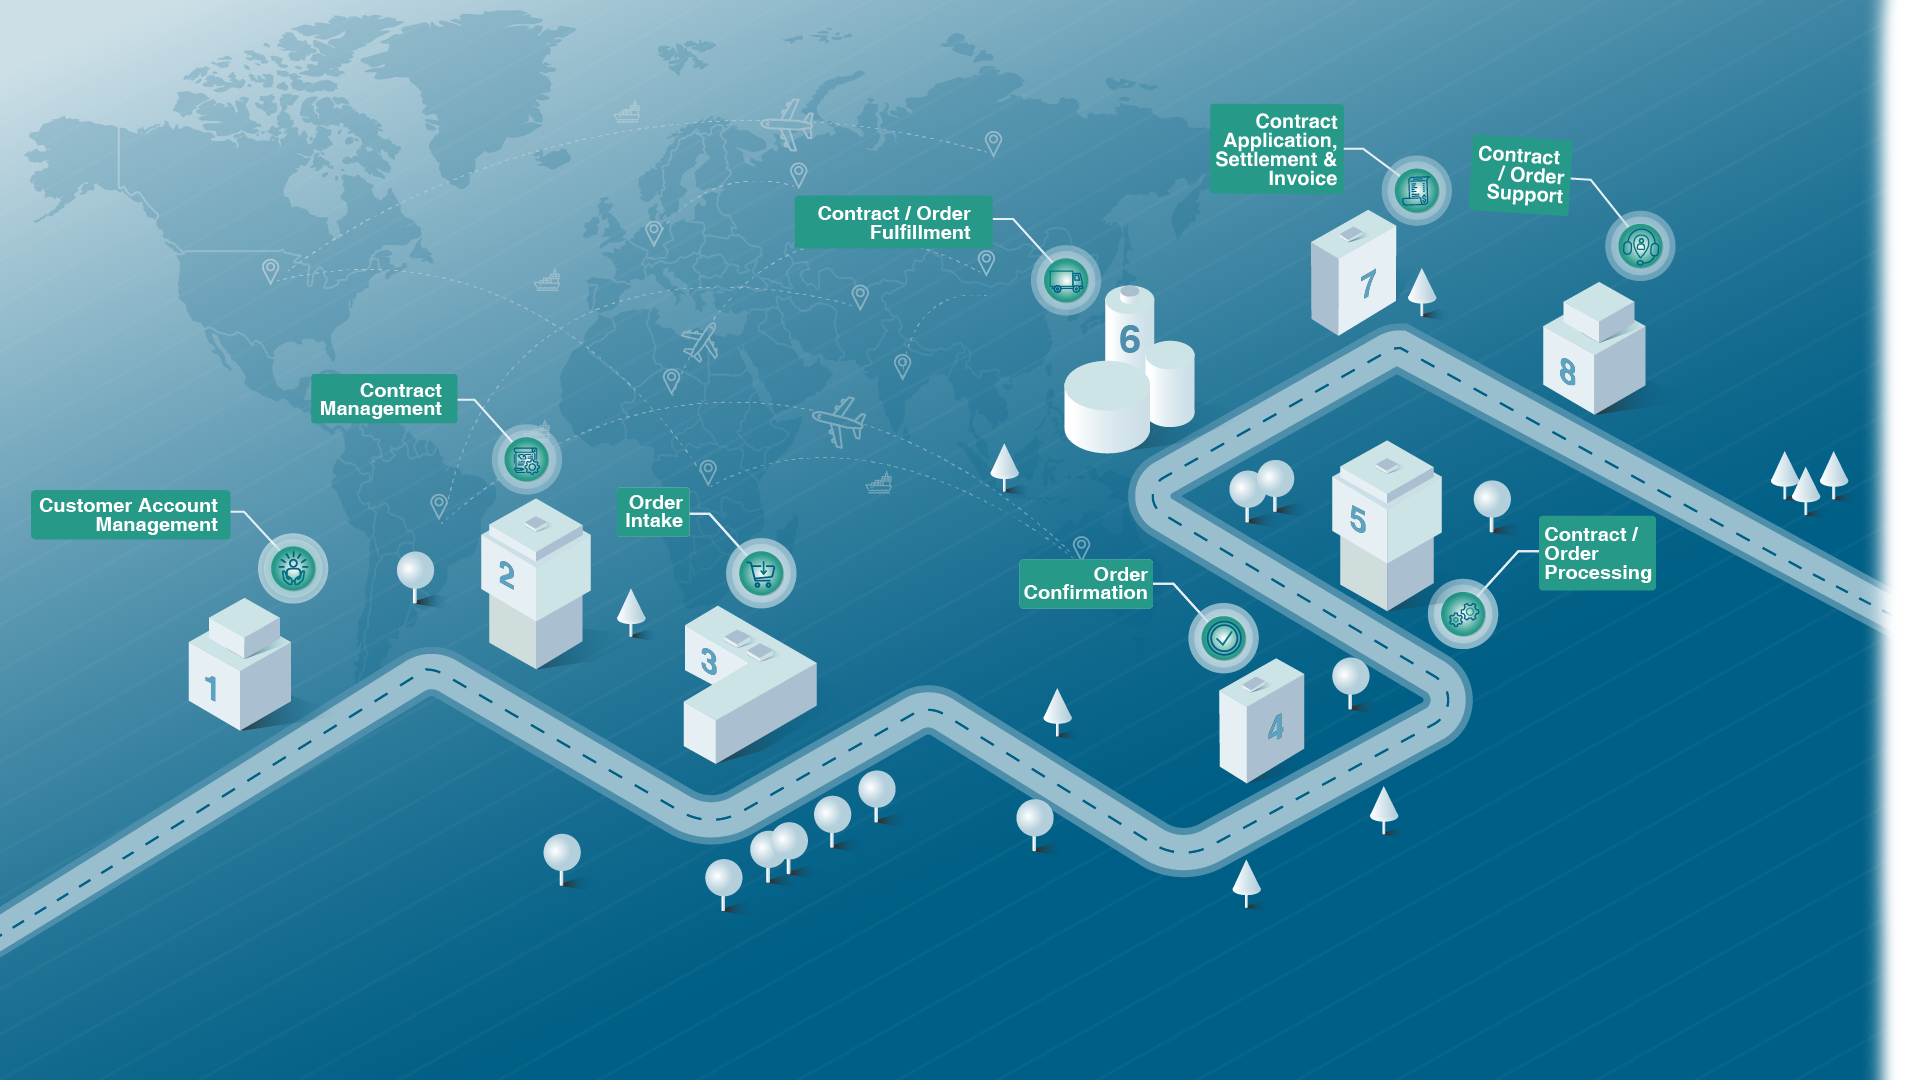 Customer Account
Management
1
Contract
Management
2
Order
Intake
3
Order
Confirmation
4
Contract /
Order
Processing
5
Contract / Order
Fulfillment
6
Contract
Application,
Settlement &
Invoice
7
Contract
/ Order
Support
8